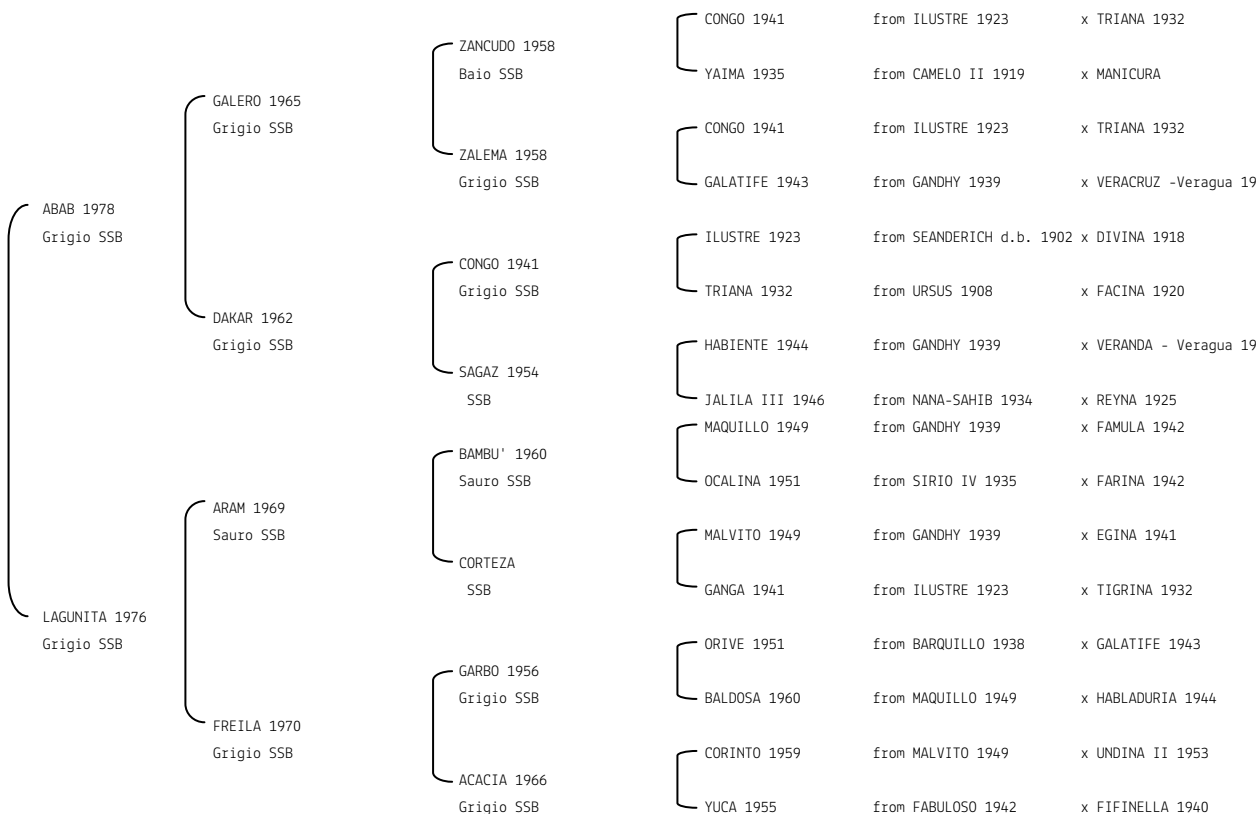 CONGO 1941 from ILUSTRE 1923 x TRIANA 1932
ZANCUDO 1958
Baio SSB YAIMA 1935 from CAMELO II 1919 x MANICURA
GALERO 1965
Grigio SSB CONGO 1941 from ILUSTRE 1923 x TRIANA 1932
ZALEMA 1958
Grigio SSB GALATIFE 1943 from GANDHY 1939 x VERACRUZ -Veragua 19
ABAB 1978
Grigio SSB ILUSTRE 1923 from SEANDERICH d.b. 1902 x DIVINA 1918
CONGO 1941
Grigio SSB TRIANA 1932 from URSUS 1908 x FACINA 1920
DAKAR 1962
Grigio SSB HABIENTE 1944 from GANDHY 1939 x VERANDA - Veragua 19
SAGAZ 1954
SSB JALILA III 1946 from NANA-SAHIB 1934 x REYNA 1925
MAQUILLO 1949 from GANDHY 1939 x FAMULA 1942
BAMBU' 1960
Sauro SSB OCALINA 1951 from SIRIO IV 1935 x FARINA 1942
ARAM 1969
Sauro SSB MALVITO 1949 from GANDHY 1939 x EGINA 1941
CORTEZA
SSB GANGA 1941 from ILUSTRE 1923 x TIGRINA 1932
LAGUNITA 1976
Grigio SSB ORIVE 1951 from BARQUILLO 1938 x GALATIFE 1943
GARBO 1956
Grigio SSB BALDOSA 1960 from MAQUILLO 1949 x HABLADURIA 1944
FREILA 1970
Grigio SSB CORINTO 1959 from MALVITO 1949 x UNDINA II 1953
ACACIA 1966
Grigio SSB YUCA 1955 from FABULOSO 1942 x FIFINELLA 1940